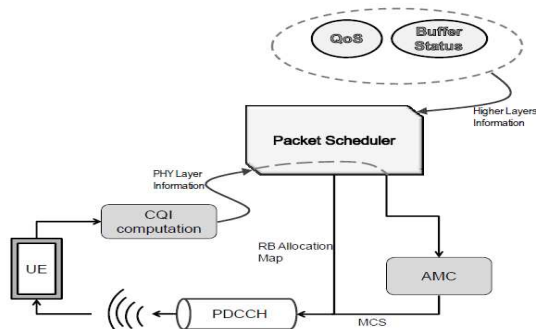 QoS
Buffer
Status
Higher Layers
Information
Packet Scheduler
PHY Layer
Information
CQI
computation
RB Allocation
Map
UE
AMC
PDCCH
MCS